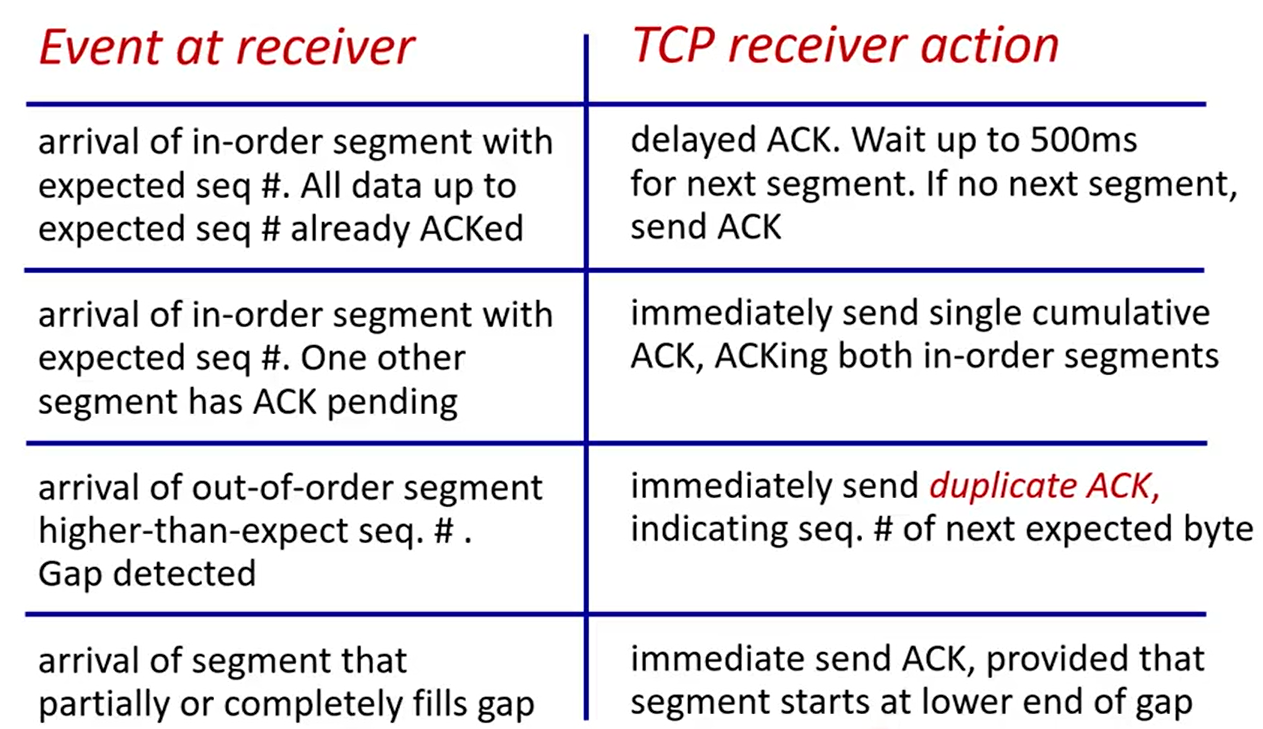 Event at receiver
TCP receiver action
arrival of in-order segment with
expected seq #. All data up to
expected seq # already ACKed
delayed ACK. Wait up to 500ms
for next segment. If no next segment,
send ACK
arrival of in-order segment with
expected seq #. One other
segment has ACK pending
immediately send single cumulative
ACK, ACKing both in-order segments
arrival of out-of-order segment
higher-than-expect seq. # .
Gap detected
immediately send duplicate ACK,
indicating seq. # of next expected byte
arrival of segment that
partially or completely fills gap
immediate send ACK, provided that
segment starts at lower end of gap